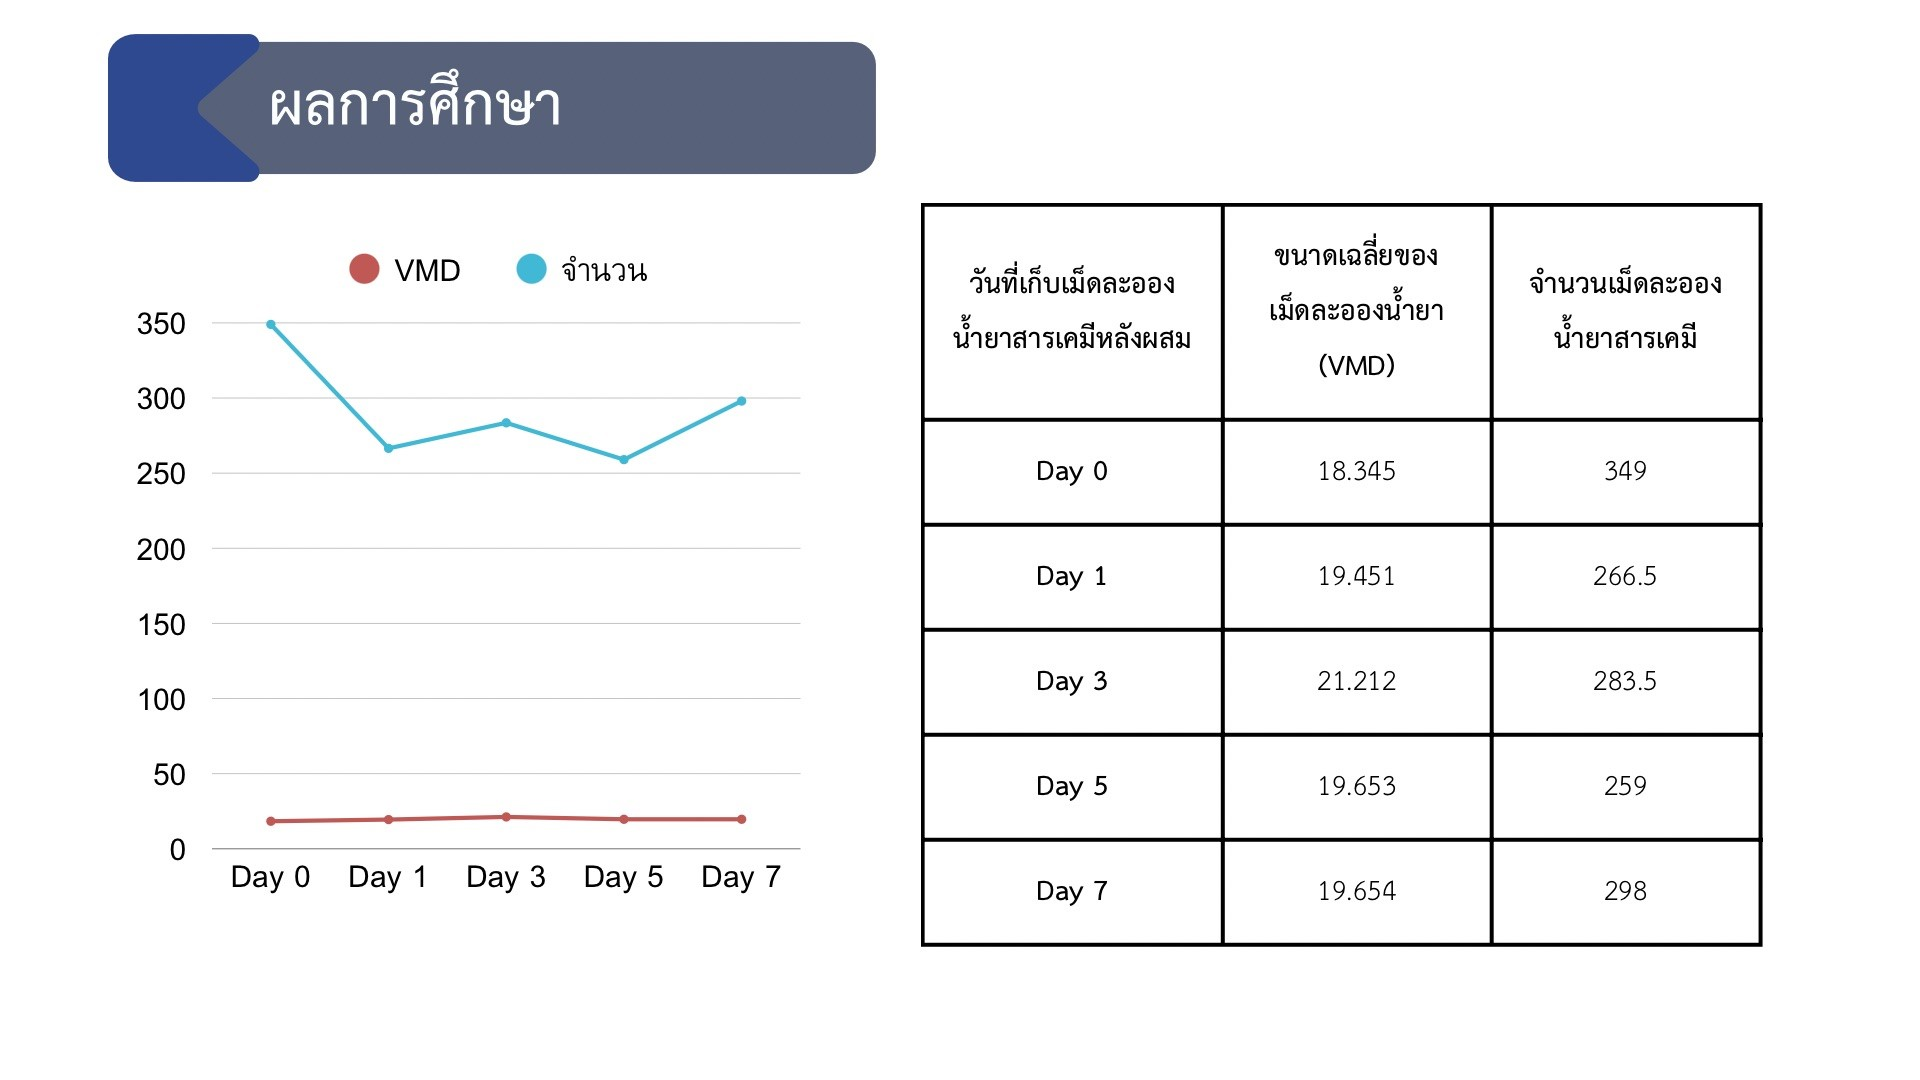 ผลการศึกษา
VMD
จำนวน
350
300
250
200
150
100
50
0
Day 0 Day 1 Day 3 Day 5 Day 7
วันที่เก็บเม็ดละออง
น้ำยาสารเคมีหลังผสม
ขนาดเฉลี่ยของ
เม็ดละอองน้ำยา
(VMD)
จำนวนเม็ดละออง
น้ำยาสารเคมี
Day 0 18.345 349
Day 1 19.451 266.5
Day 3 21.212 283.5
Day 5 19.653 259
Day 7 19.654 298